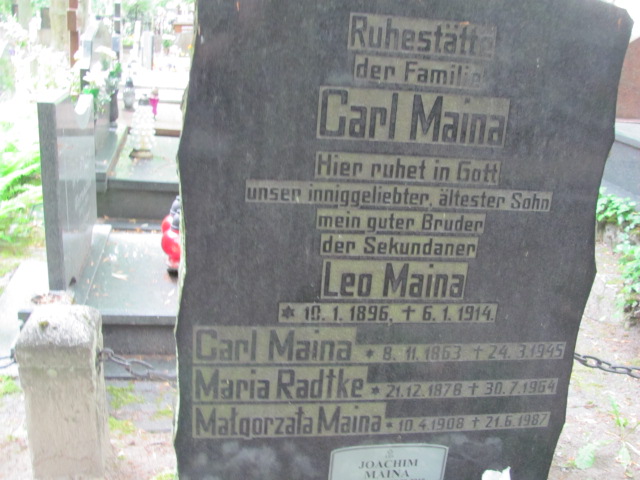 Ruhestätte
der Familie
Carl Maina
Hier ruhet in Gott
unser inniggeliebter, ältester Sohn
mein guter Bruder
der Sekundaner
Leo Maina
* 10.1.1896, + 6.1.1914.
Carl Maina * 8.11.1863 + 24.3.1945
Maria Radtke * 21.12.1878 + 30.7.1964
Małgorzata Maina * 10.4.1908 + 21.6.1987
JOACHIM
MAINA